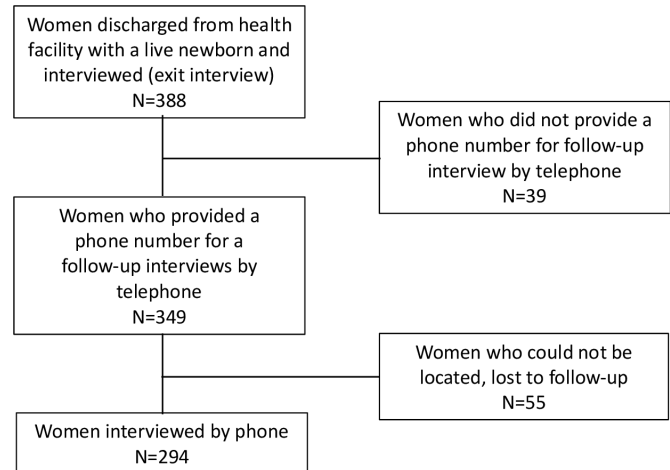 Women discharged from health
facility with a live newborn and
interviewed (exit interview)
N=388
Women who did not provide a
phone number for follow-up
interview by telephone
N=39
Women who provided a
phone number for a
follow-up interviews by
telephone
N=349
Women who could not be
located, lost to follow-up
N=55
Women interviewed by phone
N=294